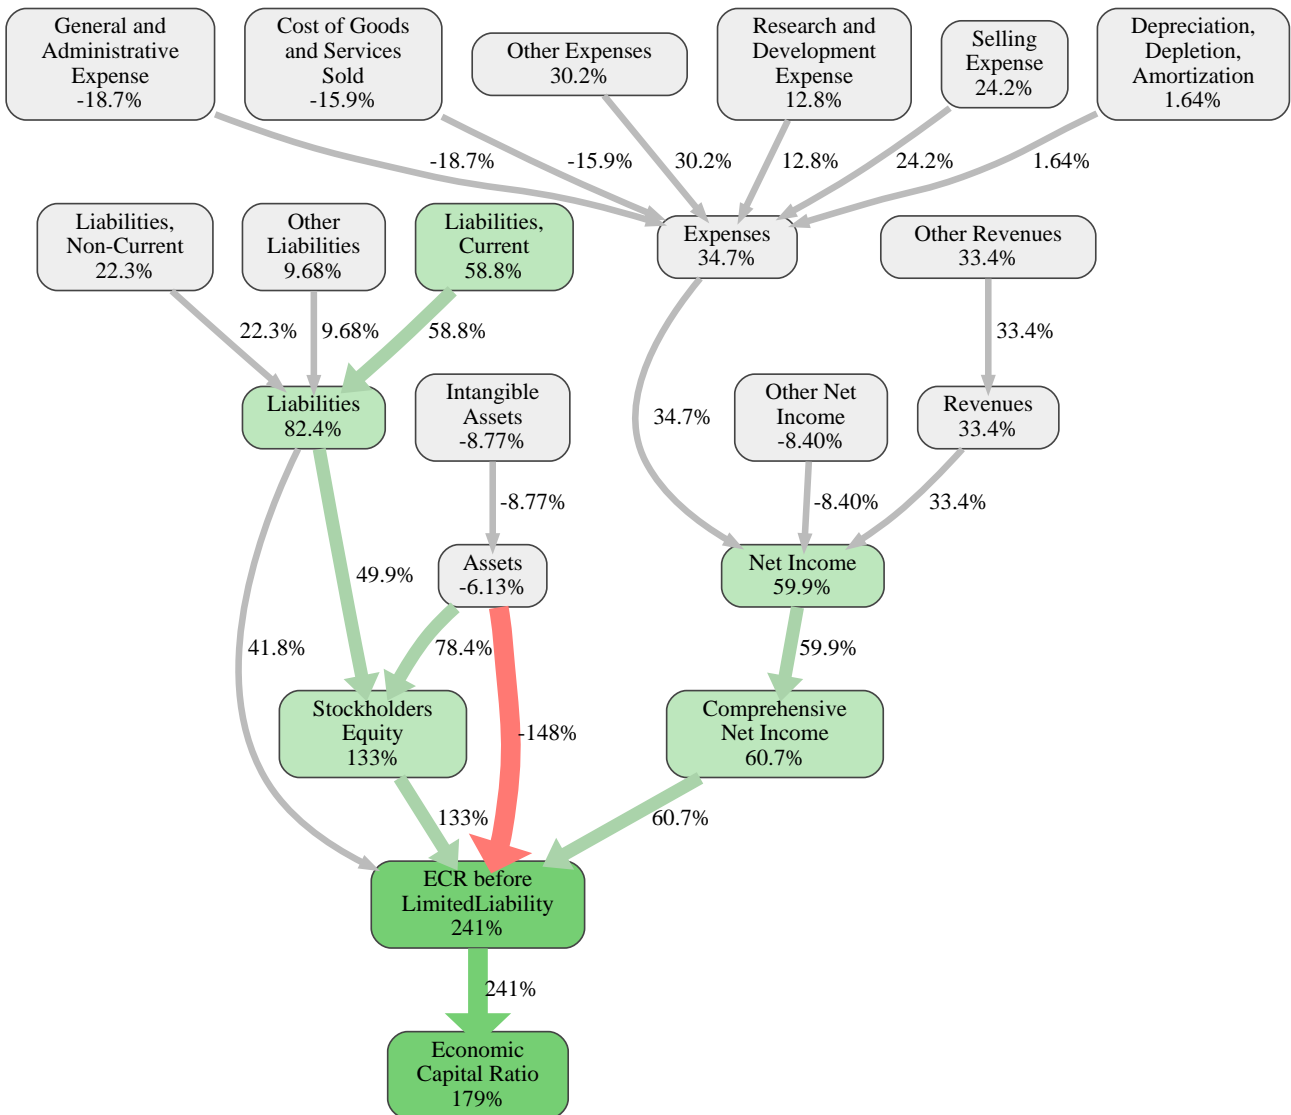 General and
Administrative
Expense
-18.7%
Cost of Goods
and Services
Sold
-15.9%
Other Expenses
30.2%
Research and
Development
Expense
12.8%
Selling
Expense
24.2%
Depreciation,
Depletion,
Amortization
1.64%
-18.7%
-15.9%
30.2%
12.8%
24.2%
1.64%
Liabilities,
Non-Current
22.3%
Other
Liabilities
9.68%
Liabilities,
Current
58.8%
Expenses
34.7%
Other Revenues
33.4%
22.3%
9.68%
58.8%
33.4%
Liabilities
82.4%
Intangible
Assets
-8.77%
34.7%
Other Net
Income
-8.40%
Revenues
33.4%
-8.77%
-8.40%
33.4%
49.9%
Assets
-6.13%
Net Income
59.9%
41.8%
78.4%
59.9%
Stockholders
Equity
133%
-148%
Comprehensive
Net Income
60.7%
133%
60.7%
ECR before
LimitedLiability
241%
241%
Economic
Capital Ratio
179%